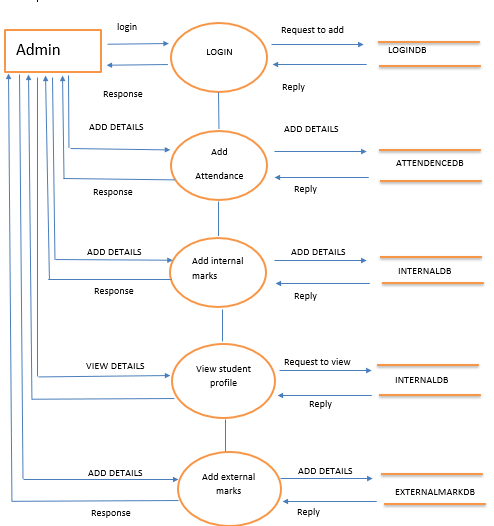 login
Request to add
Admin
LOGIN
LOGINDB
Response
Reply
ADD DETAILS
ADD DETAILS
Add
Attendance
ATTENDENCEDB
Response
Reply
ADD DETAILS
ADD DETAILS
Add internal
marks
INTERNALDB
Response
Reply
VIEW DETAILS
Request to view
View student
profile
INTERNALDB
Reply
ADD DETAILS
ADD DETAILS
Add external
marks
EXTERNALMARKDB
Response
Reply